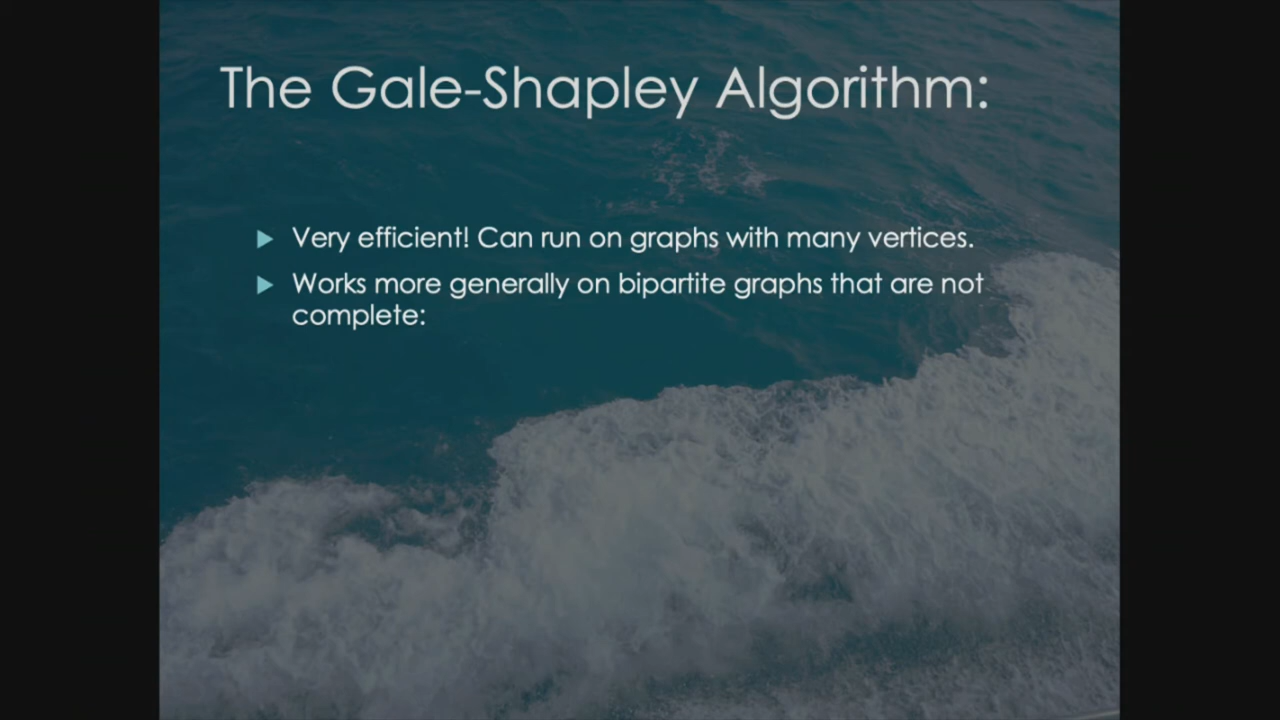 The Gale-Shapley Algorithm:
Very efficient! Can run on graphs with many vertices.
Works more generally on bipartite graphs that are not
complete: